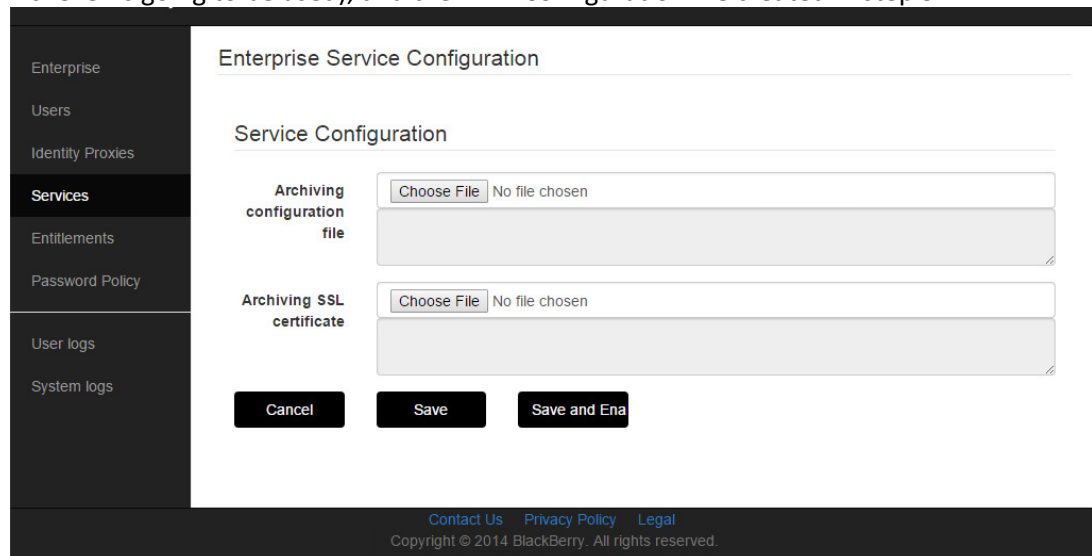 Enterprise Service Configuration
Enterprise
Users
Identity Proxies
Services
Entitlements
Password Policy
User logs
System logs
Service Configuration
Archiving
configuration
file
Choose File No file chosen
Archiving SSL
certificate
Choose File No file chosen
Cancel Save Save and Ena
Contact Us Privacy Policy Legal
Copyright © 2014 BlackBerry. All rights reserved.